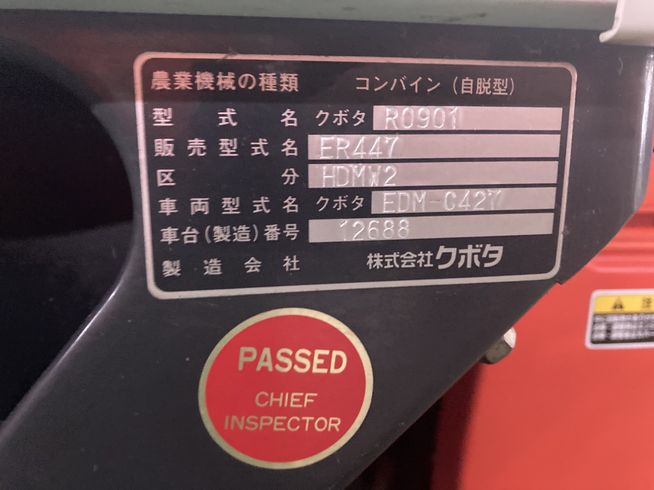 農業機械の種類 コンバイン(自脱型)
型式名 クボタ RO901
販売型式名 ER447
区分 HDMW2
車両型式名 クボタ
車台(製造)番号 12688
製造会社 株式会社クボタ
PASSED
CHIEF
INSPECTOR